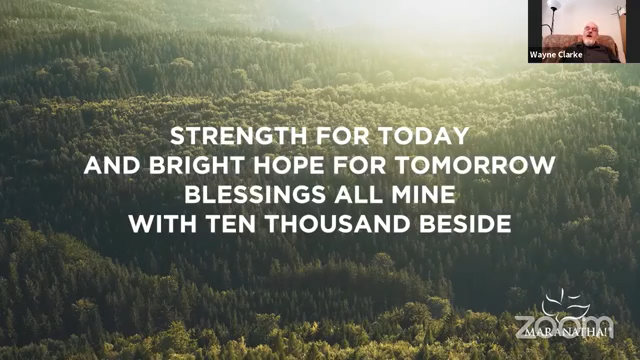 Wayne Clarke
STRENGTH FOR TODAY
AND BRIGHT HOPE FOR TOMORROW
BLESSINGS ALL MINE
WITH TEN THOUSAND BESIDE
MARANATHA!
zoom